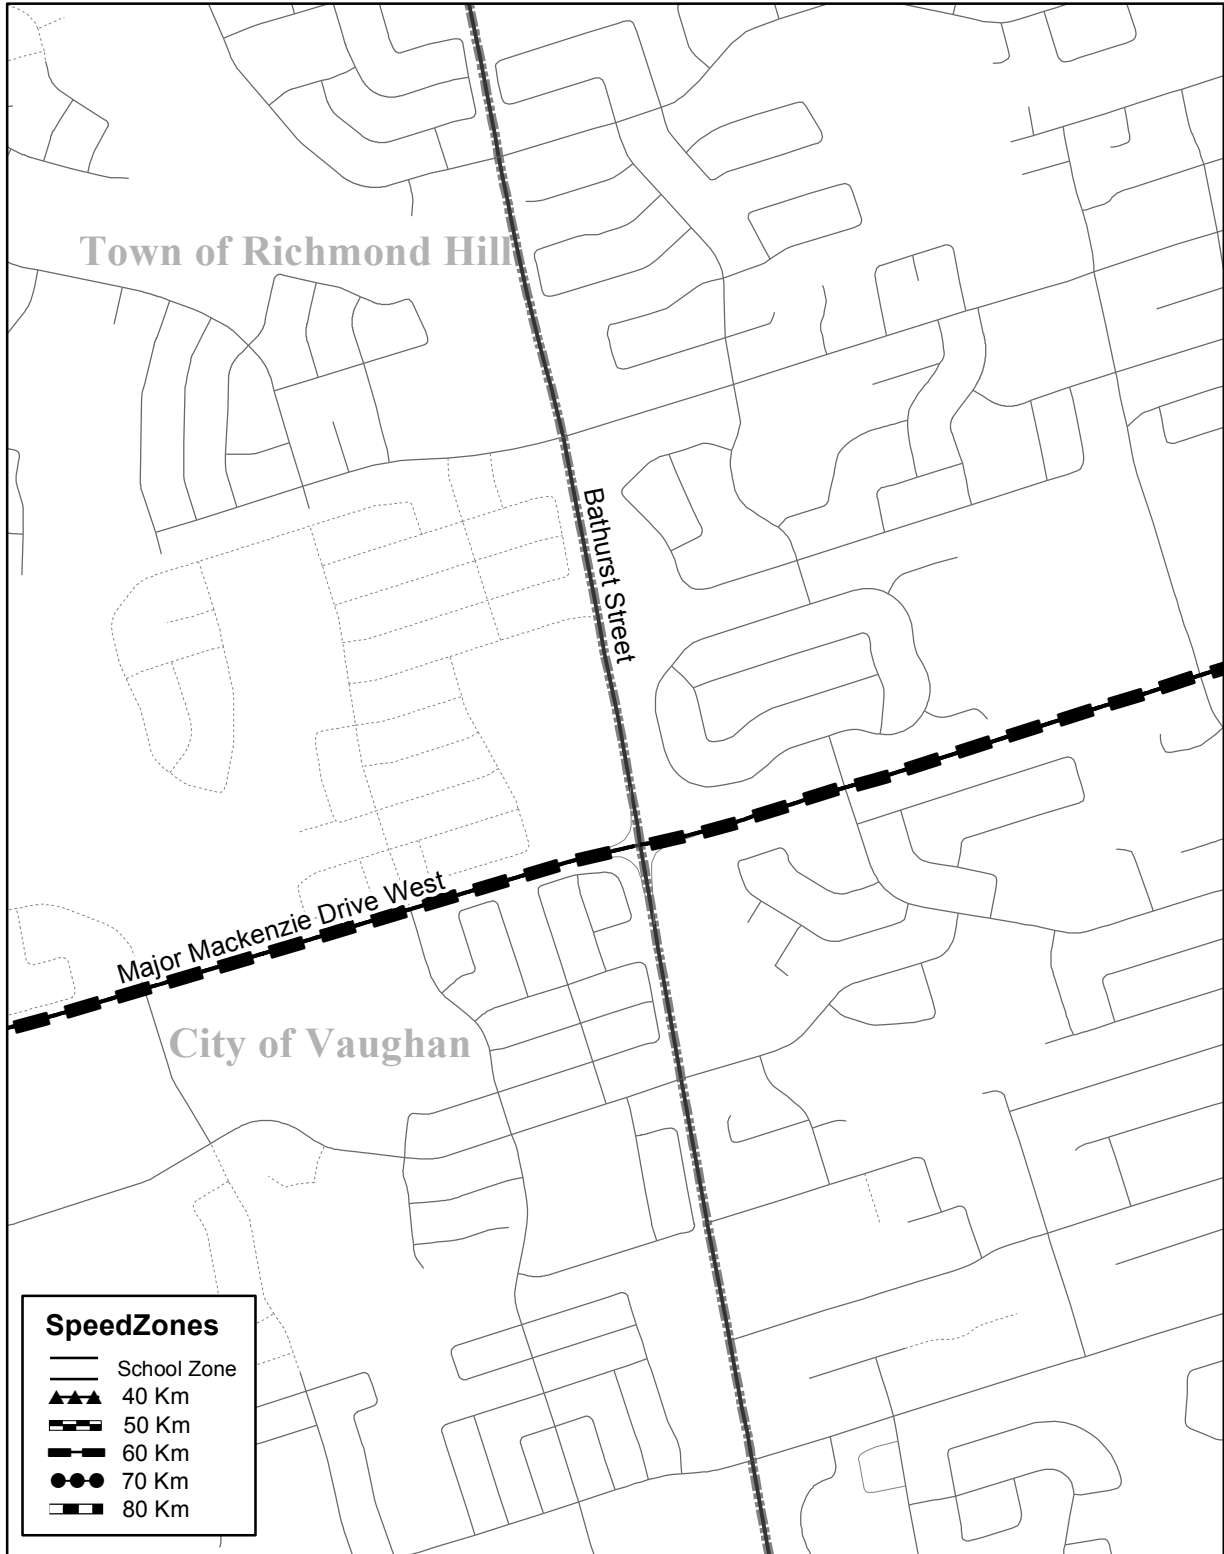 Town of Richmond Hill
Bathurst Street
Major Mackenzie Drive West
City of Vaughan
SpeedZones
School Zone
40 Km
50 Km
60 Km
70 Km
80 Km